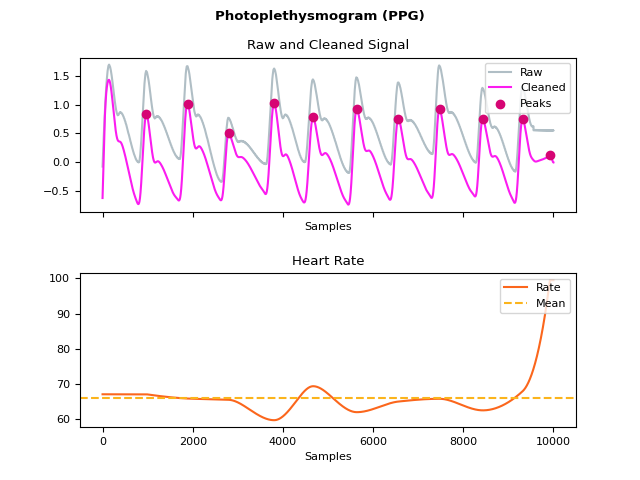 Photoplethysmogram (PPG)
Raw and Cleaned Signal
1.5
1.0
0.5
0.0
−0.5
Raw
Cleaned
Peaks
Samples
Heart Rate
100
90
80
70
60
Rate
Mean
0
2000
4000
6000
8000
10000
Samples